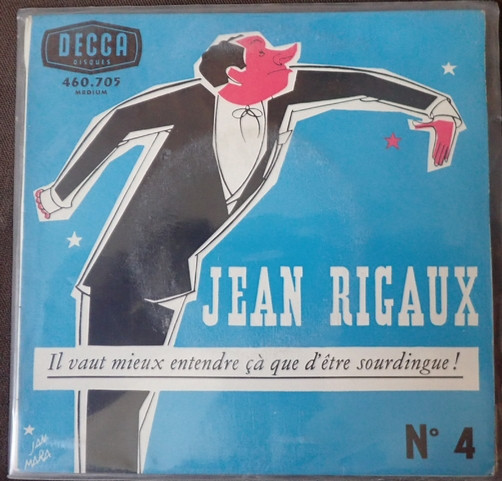 DECCA
DISQUES
460.705
MEDIUM
JEAN RIGAUX
Il vaut mieux entendre çà que d'être sourdingue !
N° 4
JAN
MARA